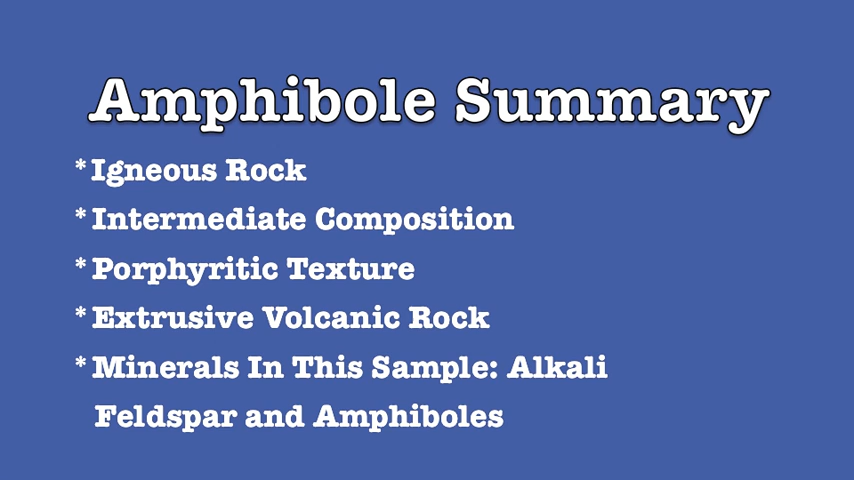 Amphibole Summary
*Igneous Rock
*Intermediate Composition
*Porphyritic Texture
*Extrusive Volcanic Rock
*Minerals In This Sample: Alkali
Feldspar and Amphiboles